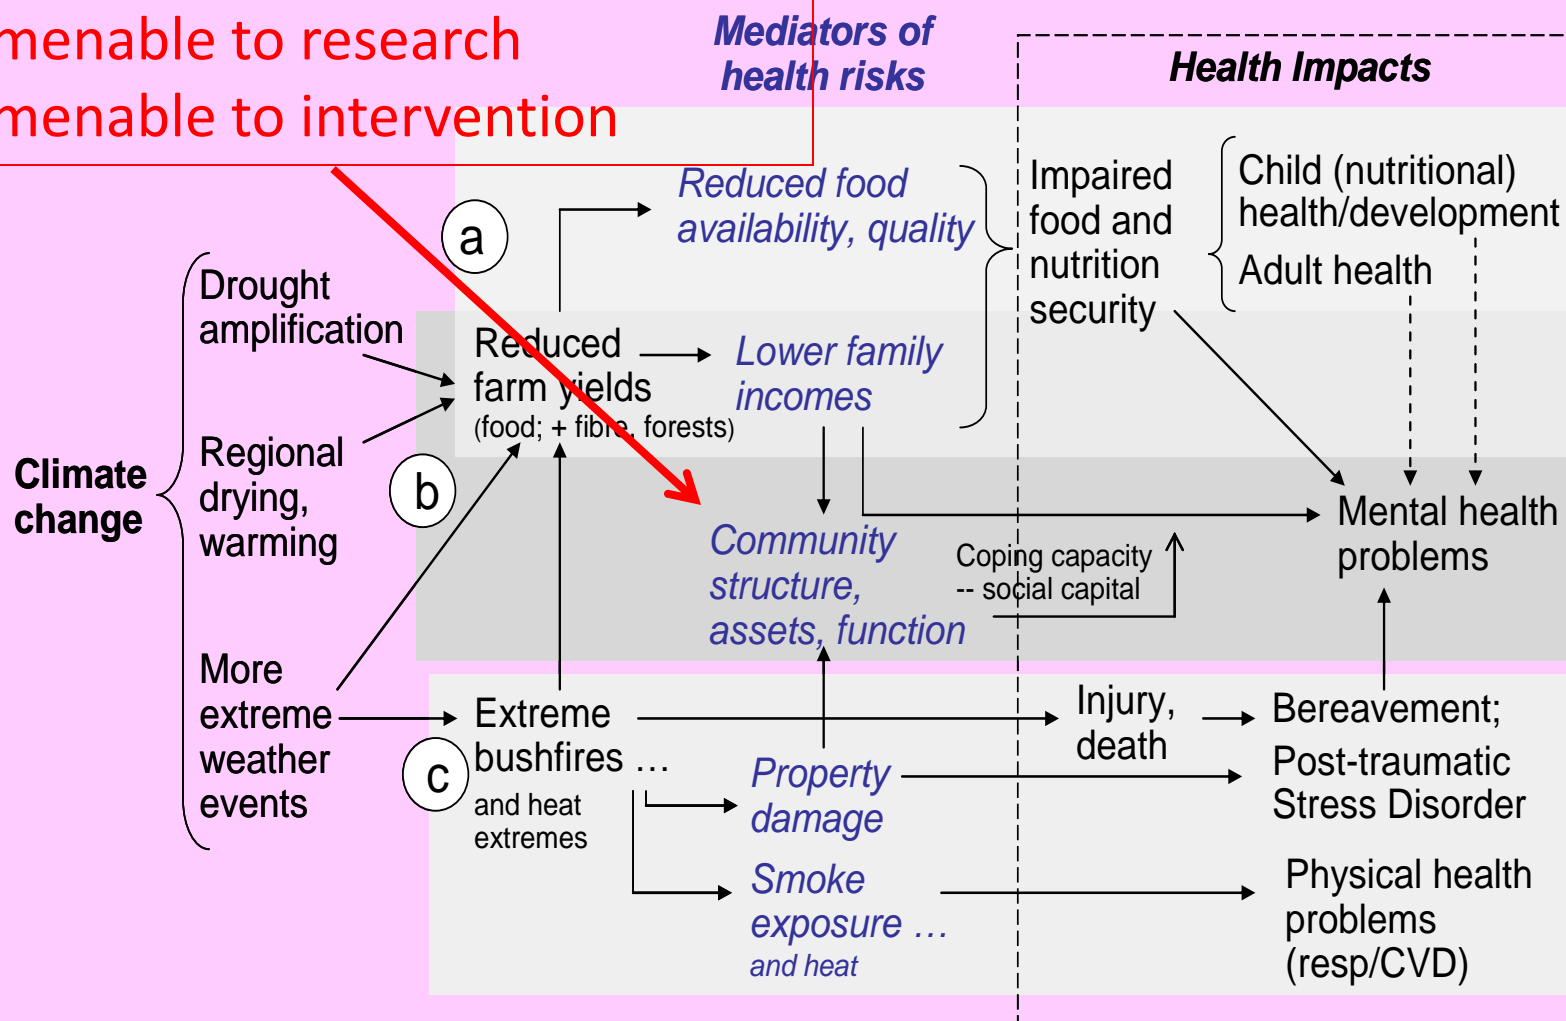 menable to research
menable to intervention
Mediators of
health risks
Health Impacts
a
Reduced food
availability, quality
Impaired
food and
nutrition
security
Child (nutritional)
health/development
Adult health
Drought
amplification
Reduced
farm yields
(food; + fibre, forests)
Lower family
incomes
Climate
change
Regional
drying,
warming
b
Community
structure,
assets, function
Coping capacity
-- social capital
Mental health
problems
More
extreme
weather
events
c
Extreme
bushfires …
and heat
extremes
Injury,
death
Bereavement;
Post-traumatic
Stress Disorder
Property
damage
Smoke
exposure …
and heat
Physical health
problems
(resp/CVD)